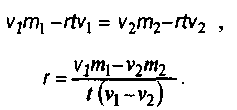 v₁m₁ − rtv₁ = v₂m₂ − rtv₂ ,
r = (v₁m₁ − v₂m₂) / (t(v₁ − v₂)) .